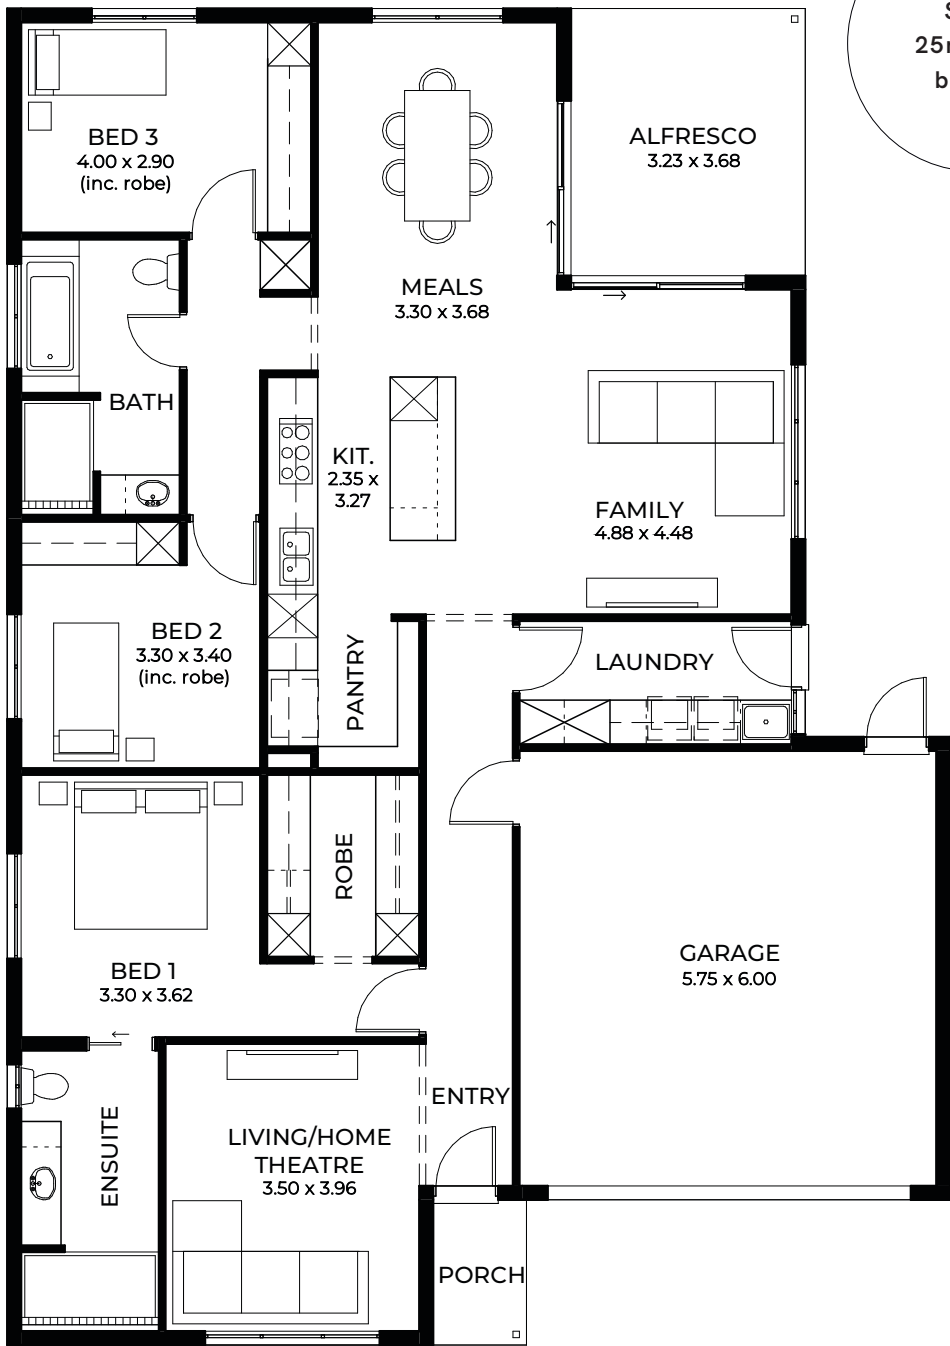 25
b
BED 3
4.00 x 2.90
(inc. robe)
ALFRESCO
3.23 x 3.68
MEALS
3.30 x 3.68
BATH
KIT.
2.35 x
3.27
FAMILY
4.88 x 4.48
BED 2
3.30 x 3.40
(inc. robe)
PANTRY
LAUNDRY
ROBE
BED 1
3.30 x 3.62
GARAGE
5.75 x 6.00
ENTRY
ENSUITE
LIVING/HOME
THEATRE
3.50 x 3.96
PORCH